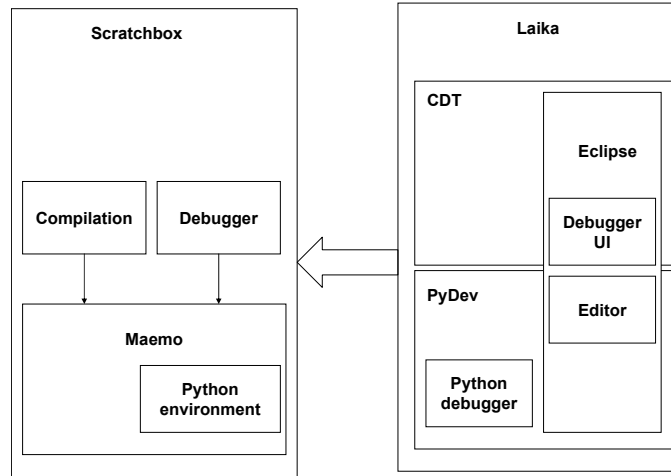 Scratchbox
Compilation
Debugger
Maemo
Python
environment
Laika
CDT
Eclipse
Debugger
UI
PyDev
Editor
Python
debugger